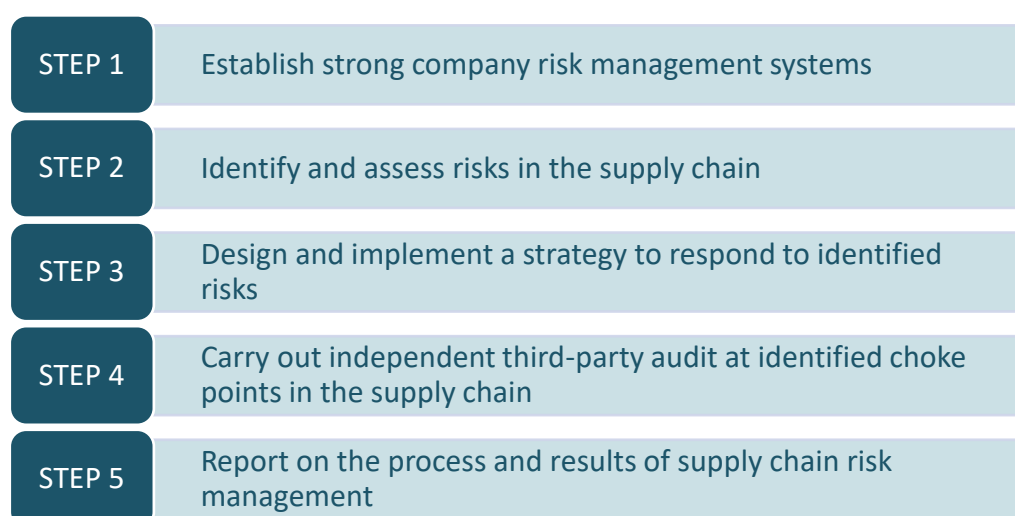 STEP 1
Establish strong company risk management systems
STEP 2
Identify and assess risks in the supply chain
STEP 3
Design and implement a strategy to respond to identified
risks
STEP 4
Carry out independent third-party audit at identified choke
points in the supply chain
STEP 5
Report on the process and results of supply chain risk
management